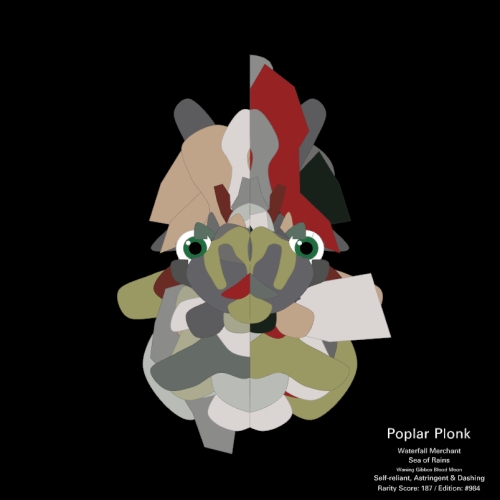 Poplar Plonk
Waterfall Merchant
Sea of Rains
Waning Gibbos Blood Moon
Self-reliant, Astringent & Dashing
Rarity Score: 187 / Edition: #984